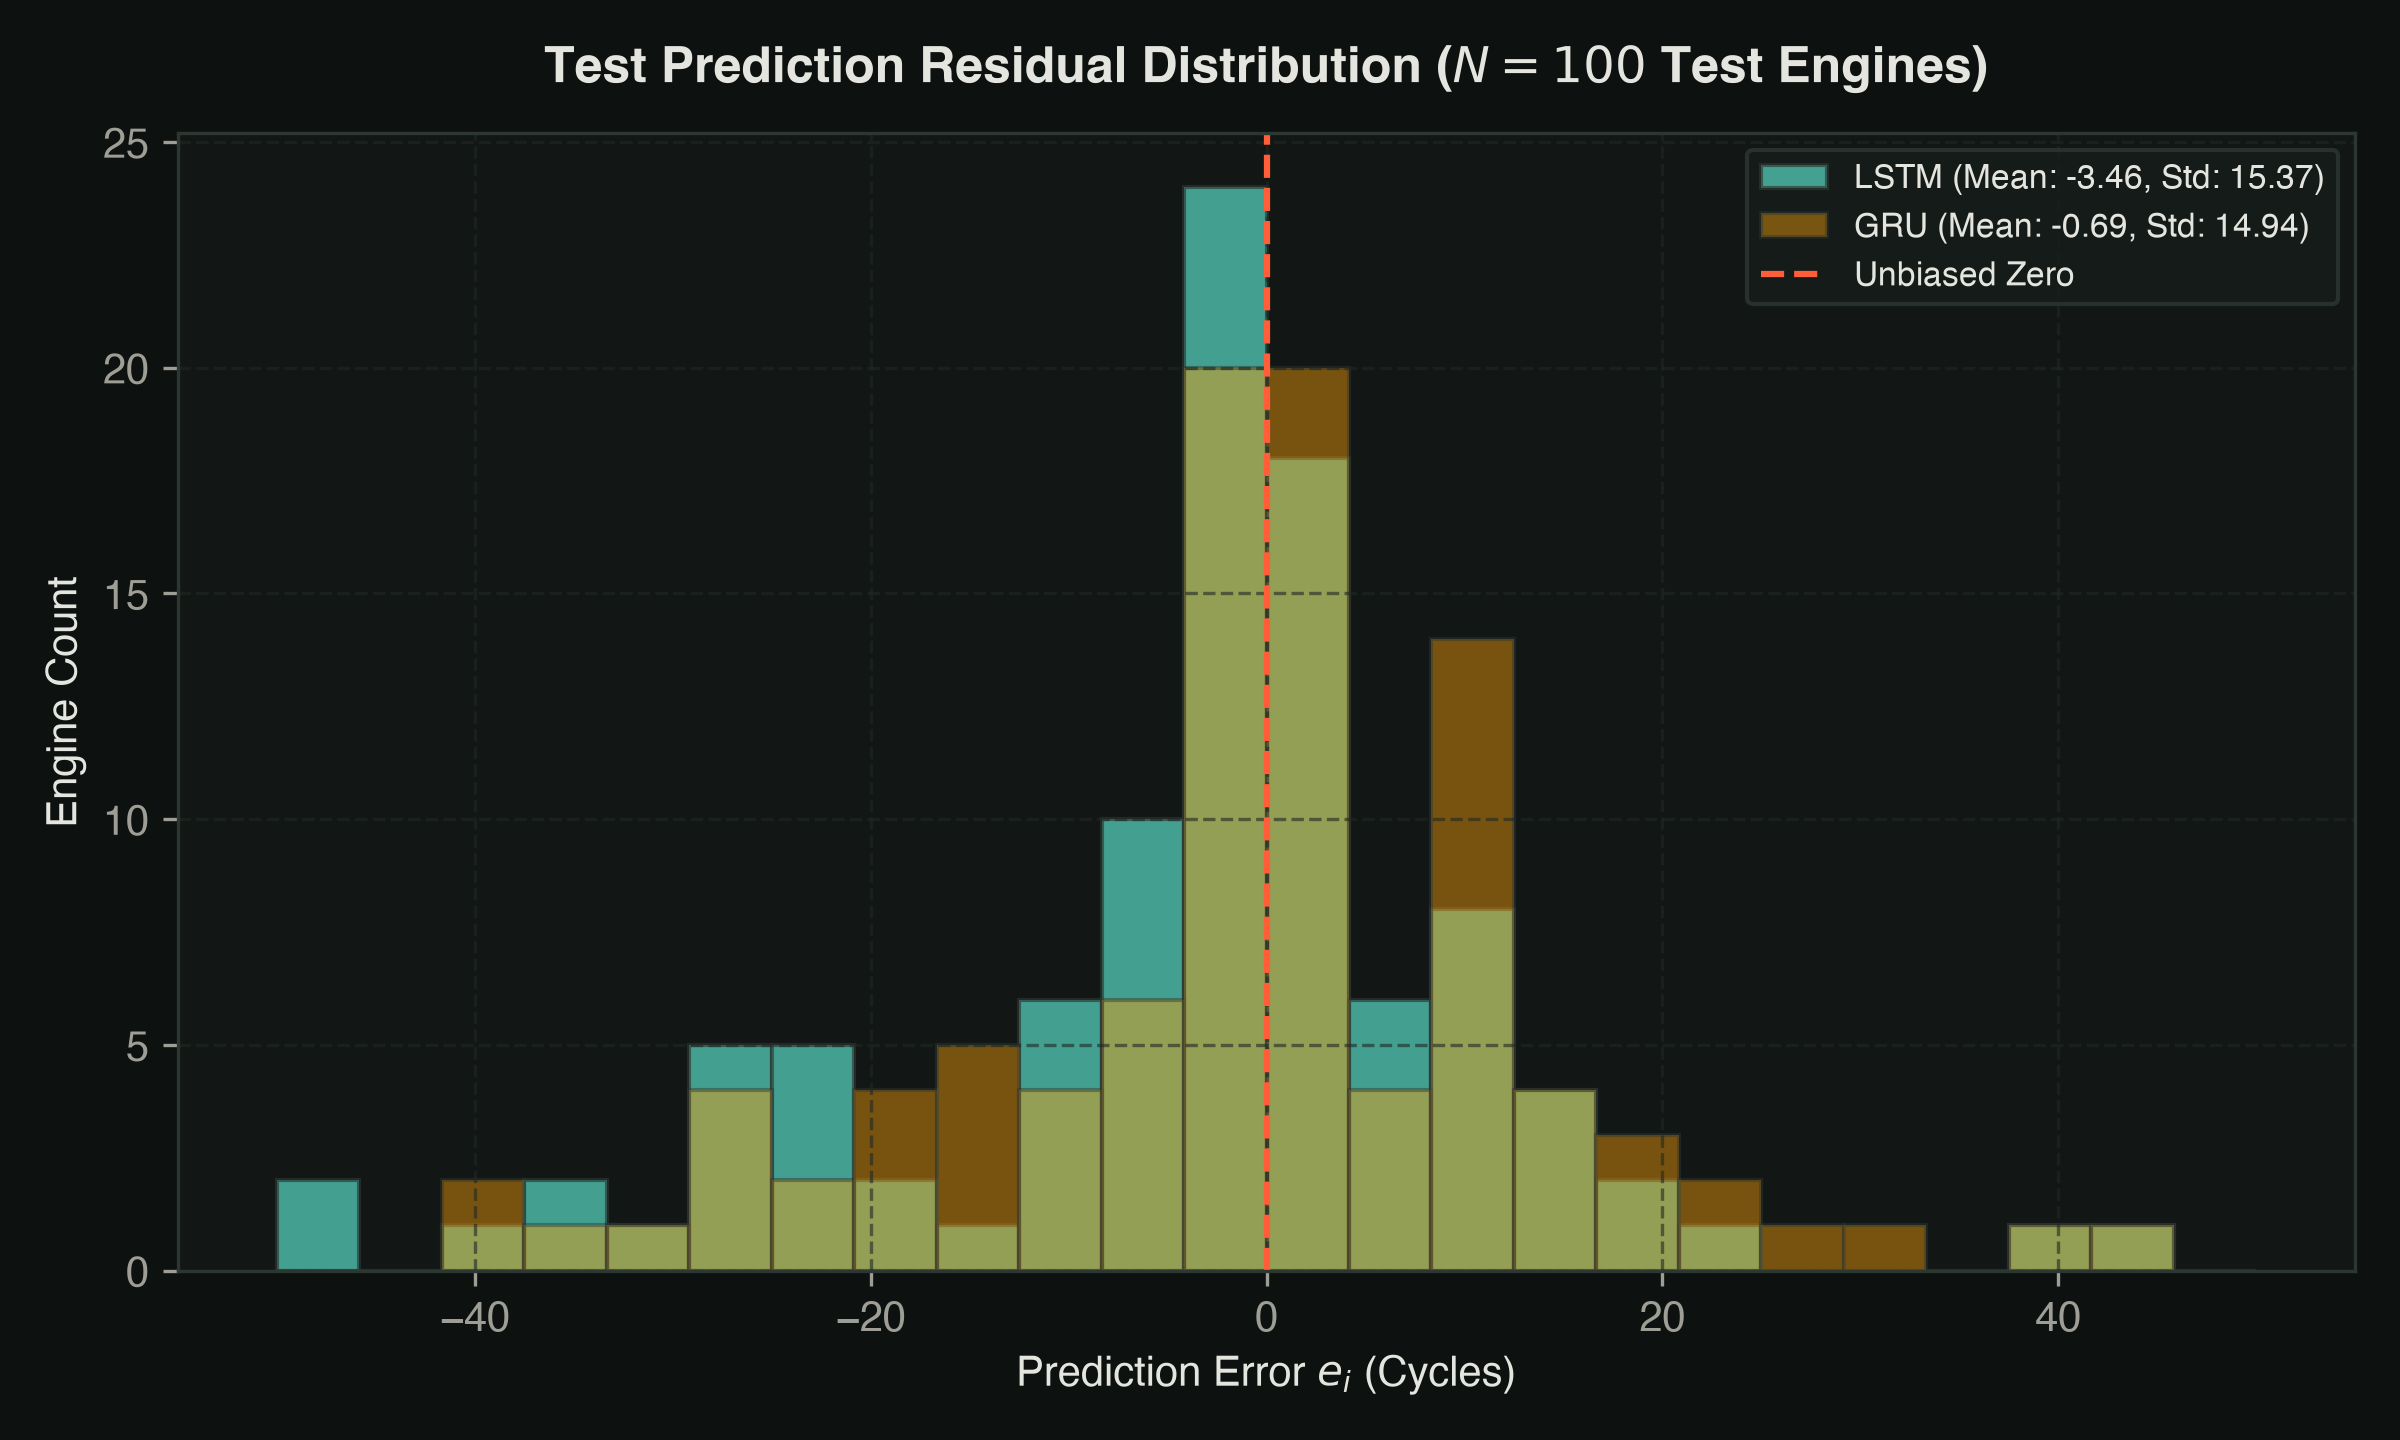 Test Prediction Residual Distribution (N = 100 Test Engines)
25
20
15
10
5
0
Engine Count
LSTM (Mean: -3.46, Std: 15.37)
GRU (Mean: -0.69, Std: 14.94)
Unbiased Zero
−40
−20
0
20
40
Prediction Error eᵢ (Cycles)